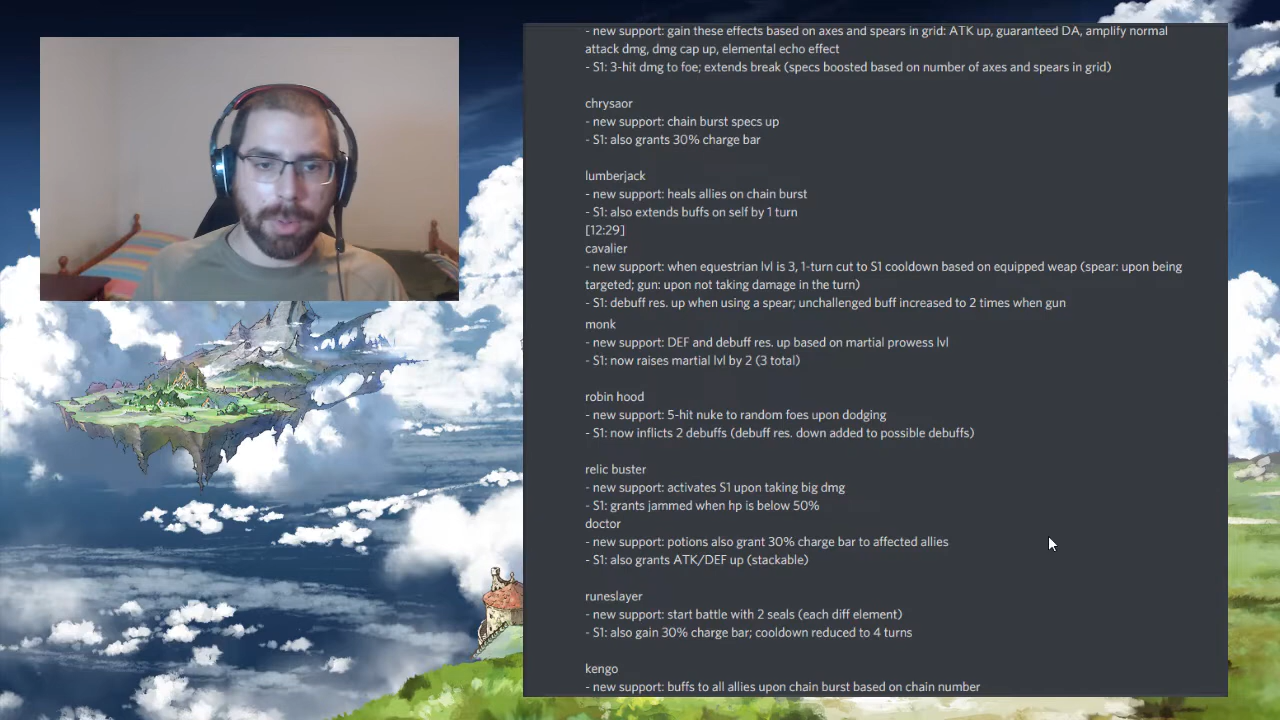 - new support: gain these effects based on axes and spears in grid: ATK up, guaranteed DA, amplify normal
attack dmg, dmg cap up, elemental echo effect
- S1: 3-hit dmg to foe; extends break (specs boosted based on number of axes and spears in grid)
chrysaor
- new support: chain burst specs up
- S1: also grants 30% charge bar
lumberjack
- new support: heals allies on chain burst
- S1: also extends buffs on self by 1 turn
[12:29]
cavalier
- new support: when equestrian lvl is 3, 1-turn cut to S1 cooldown based on equipped weap (spear: upon being
targeted; gun: upon not taking damage in the turn)
- S1: debuff res. up when using a spear; unchallenged buff increased to 2 times when gun
monk
- new support: DEF and debuff res. up based on martial prowess lvl
- S1: now raises martial lvl by 2 (3 total)
robin hood
- new support: 5-hit nuke to random foes upon dodging
- S1: now inflicts 2 debuffs (debuff res. down added to possible debuffs)
relic buster
- new support: activates S1 upon taking big dmg
- S1: grants jammed when hp is below 50%
doctor
- new support: potions also grant 30% charge bar to affected allies
- S1: also grants ATK/DEF up (stackable)
runeslayer
- new support: start battle with 2 seals (each diff element)
- S1: also gain 30% charge bar; cooldown reduced to 4 turns
kengo
- new support: buffs to all allies upon chain burst based on chain number